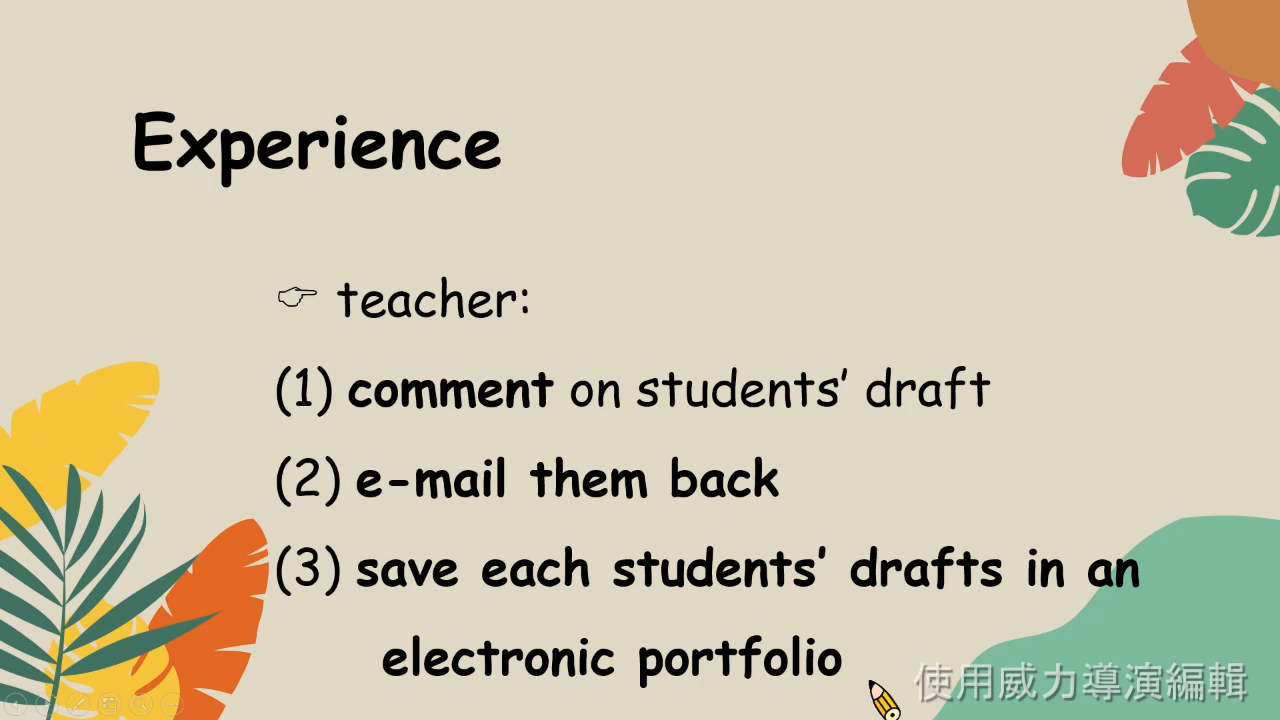 Experience
☞ teacher:
(1) comment on students’ draft
(2) e-mail them back
(3) save each students’ drafts in an
electronic portfolio
使用威力導演編輯